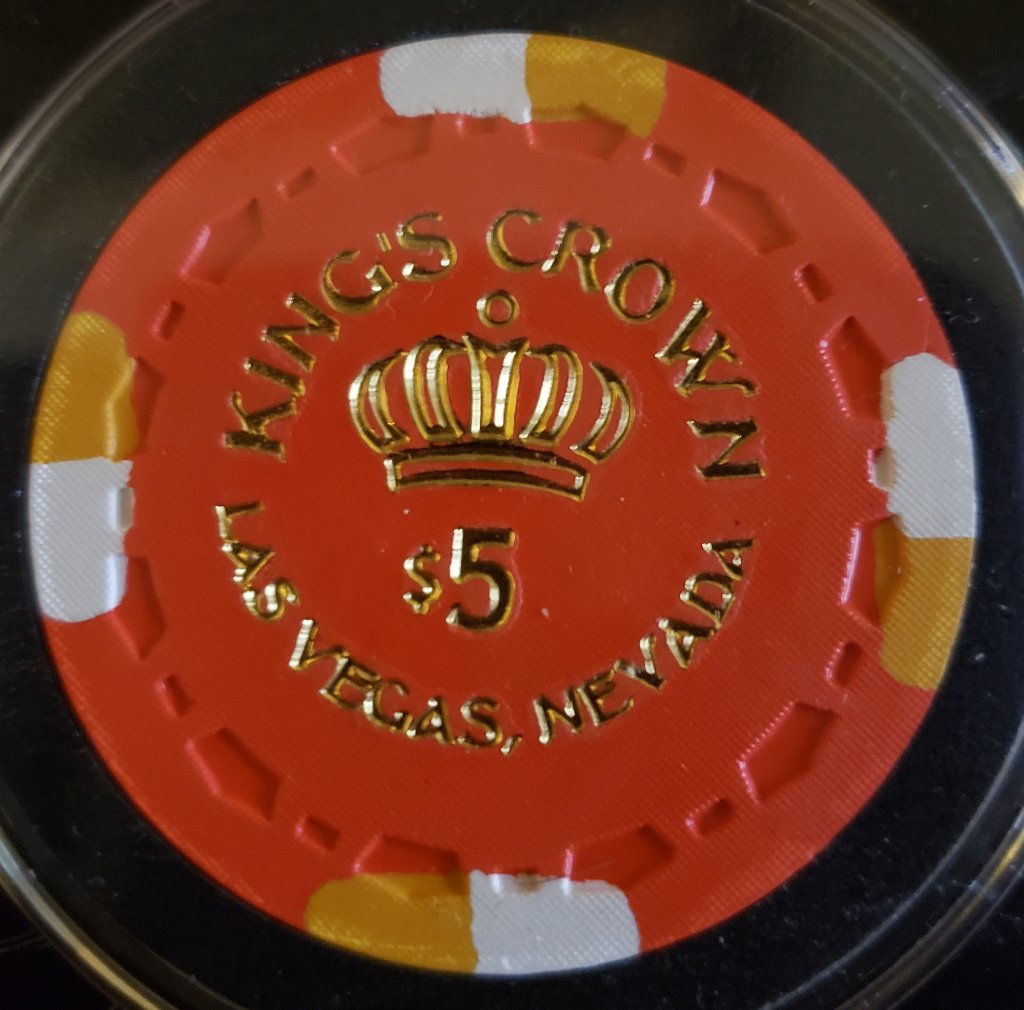 KING'S CROWN
$5
LAS VEGAS, NEVADA